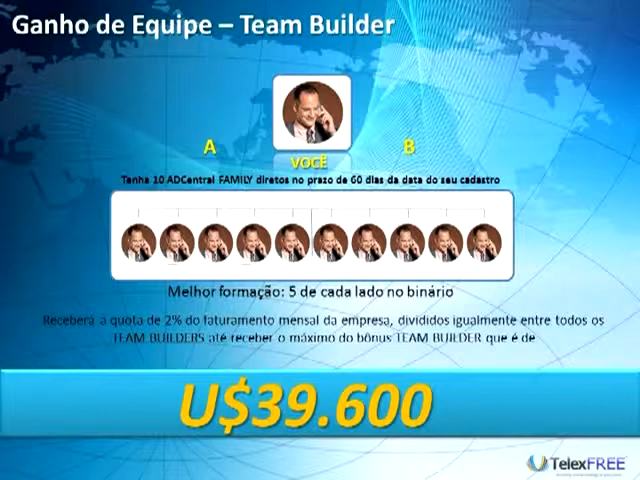 Ganho de Equipe – Team Builder
A
B
VOCÊ
Tenha 10 ADCentral FAMILY diretos no prazo de 60 dias da data do seu cadastro
Melhor formação: 5 de cada lado no binário
Receberá a quota de 2% do faturamento mensal da empresa, divididos igualmente entre todos os
TEAM BUILDERS até receber o máximo do bônus TEAM BUILDER que é de
U$39.600
TelexFREE